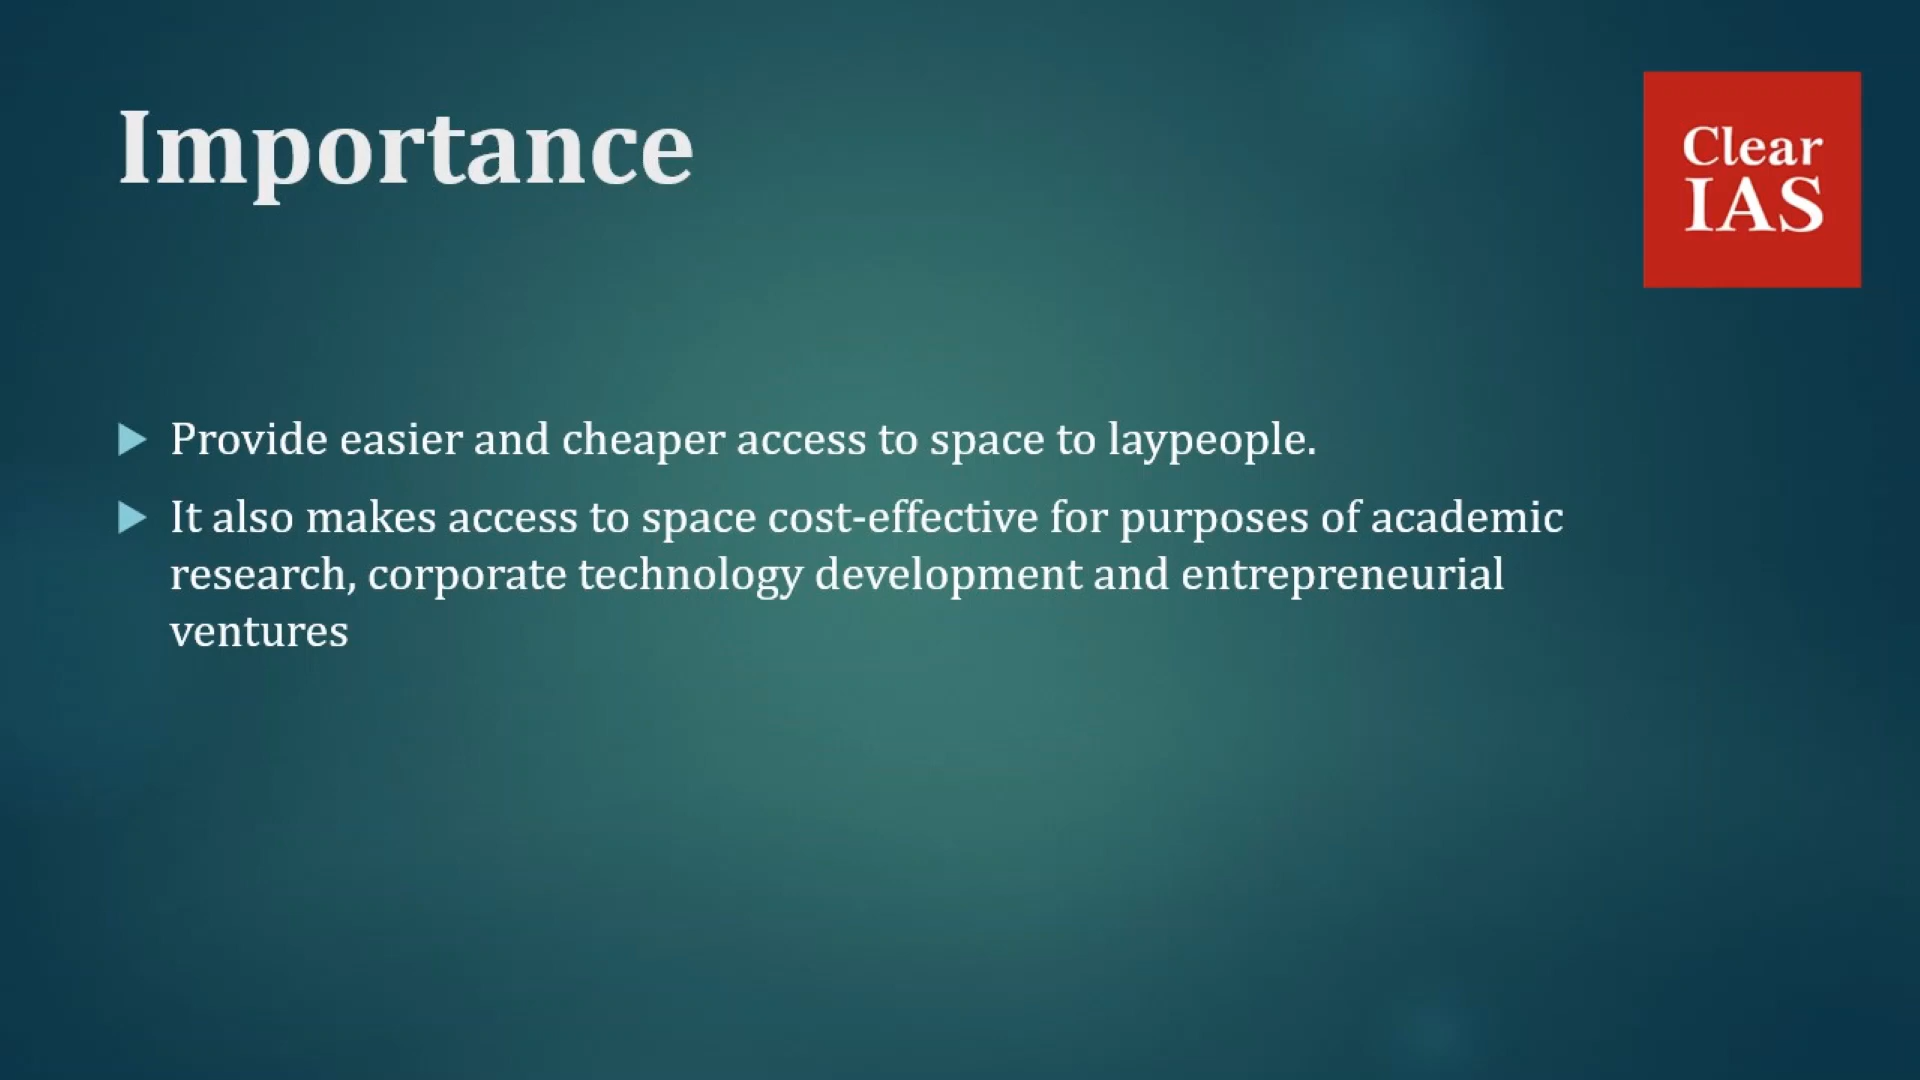 Importance
Clear
IAS
Provide easier and cheaper access to space to laypeople.
It also makes access to space cost-effective for purposes of academic
research, corporate technology development and entrepreneurial
ventures